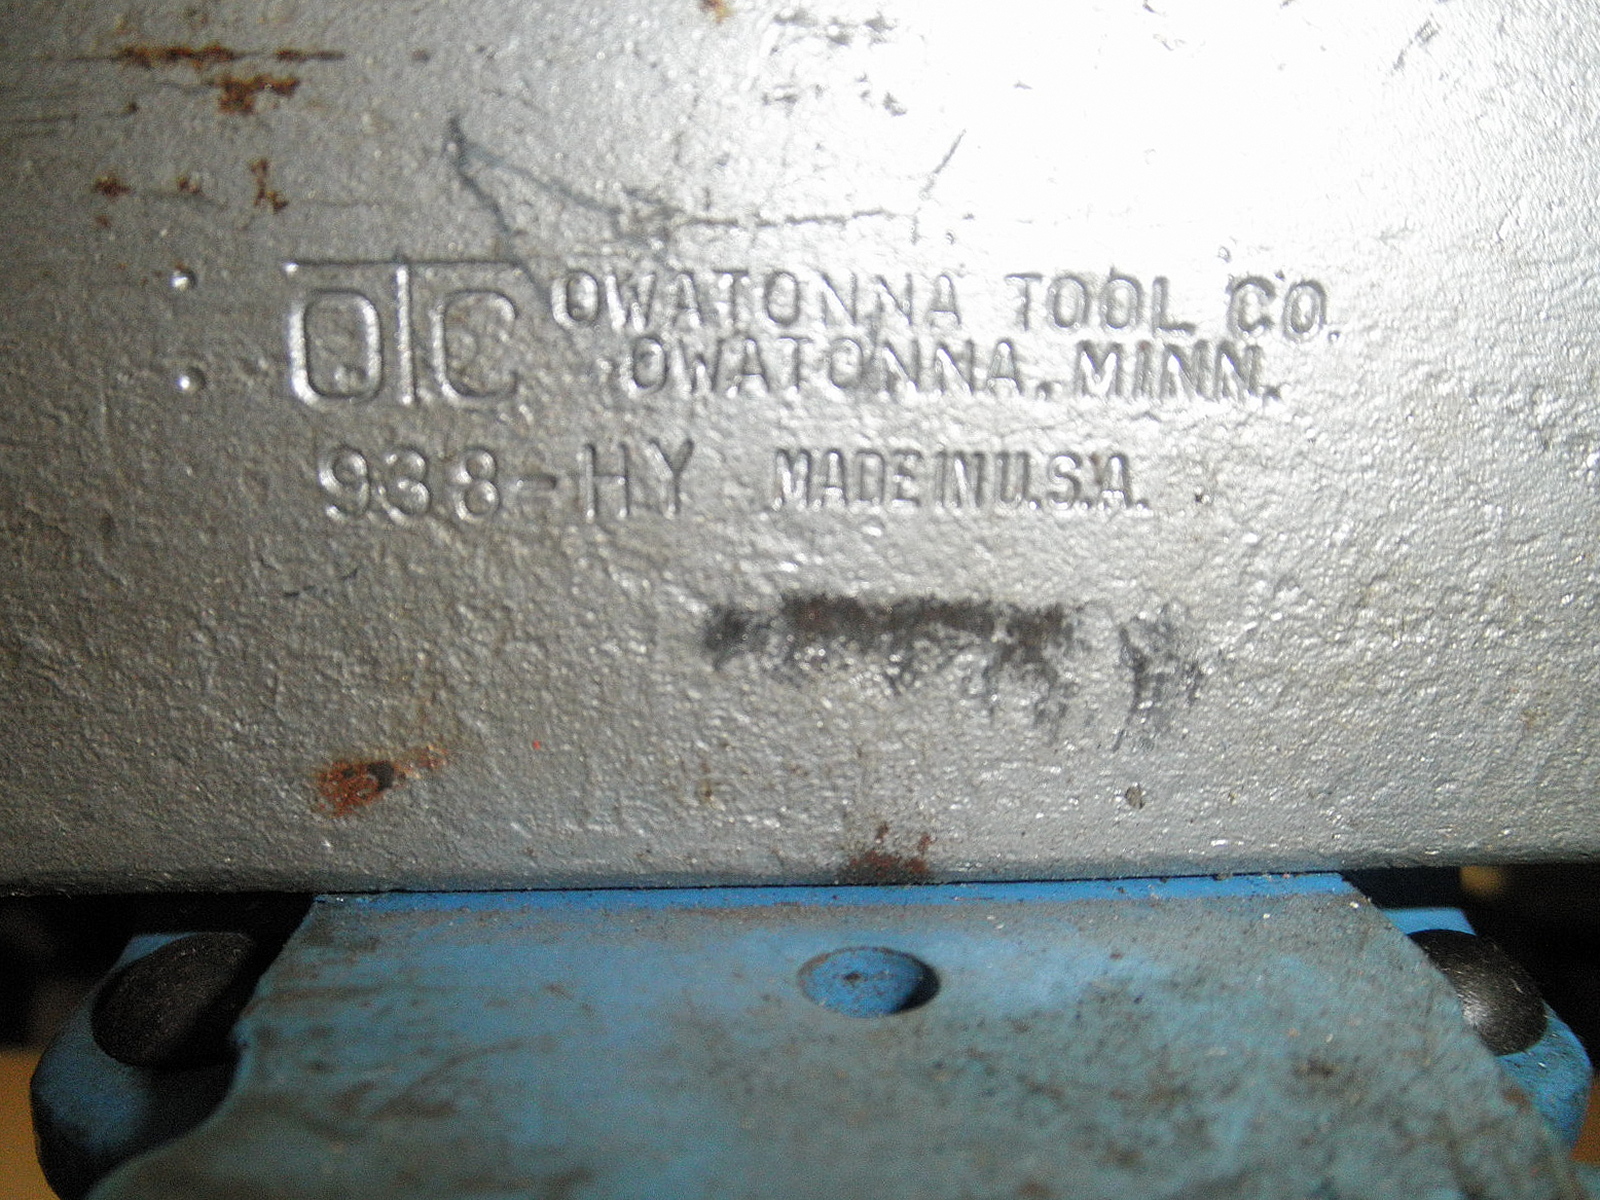 OTC OWATONNA TOOL CO.
OWATONNA, MINN.
938-HY MADE IN U.S.A.